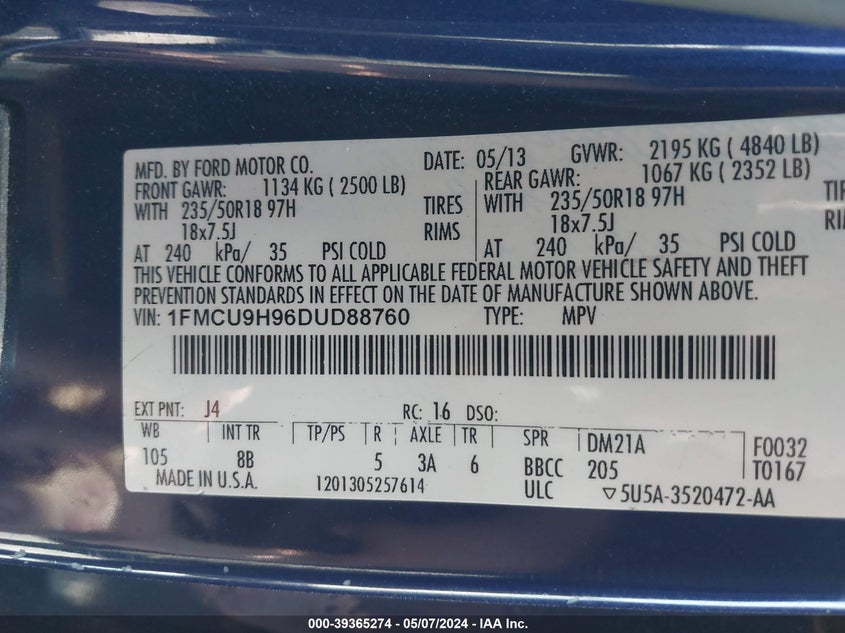 MFD. BY FORD MOTOR CO. DATE: 05/13 GVWR: 2195 KG ( 4840 LB)
FRONT GAWR: 1134 KG ( 2500 LB) REAR GAWR: 1067 KG ( 2352 LB)
WITH 235/50R18 97H TIRES WITH 235/50R18 97H TIR
18x7.5J RIMS 18x7.5J RIM
AT 240 kPa/ 35 PSI COLD AT 240 kPa/ 35 PSI COLD
THIS VEHICLE CONFORMS TO ALL APPLICABLE FEDERAL MOTOR VEHICLE SAFETY AND THEFT
PREVENTION STANDARDS IN EFFECT ON THE DATE OF MANUFACTURE SHOWN ABOVE.
VIN: 1FMCU9H96DUD88760 TYPE: MPV
EXT PNT: J4 RC: 16 DSO:
WB INT TR TP/PS R AXLE TR SPR DM21A F0032
105 8B 5 3A 6 BBCC 205 T0167
MADE IN U.S.A. 1201305257614 ULC ▽5U5A-3520472-AA
000-39365274 - 05/07/2024 - IAA Inc.